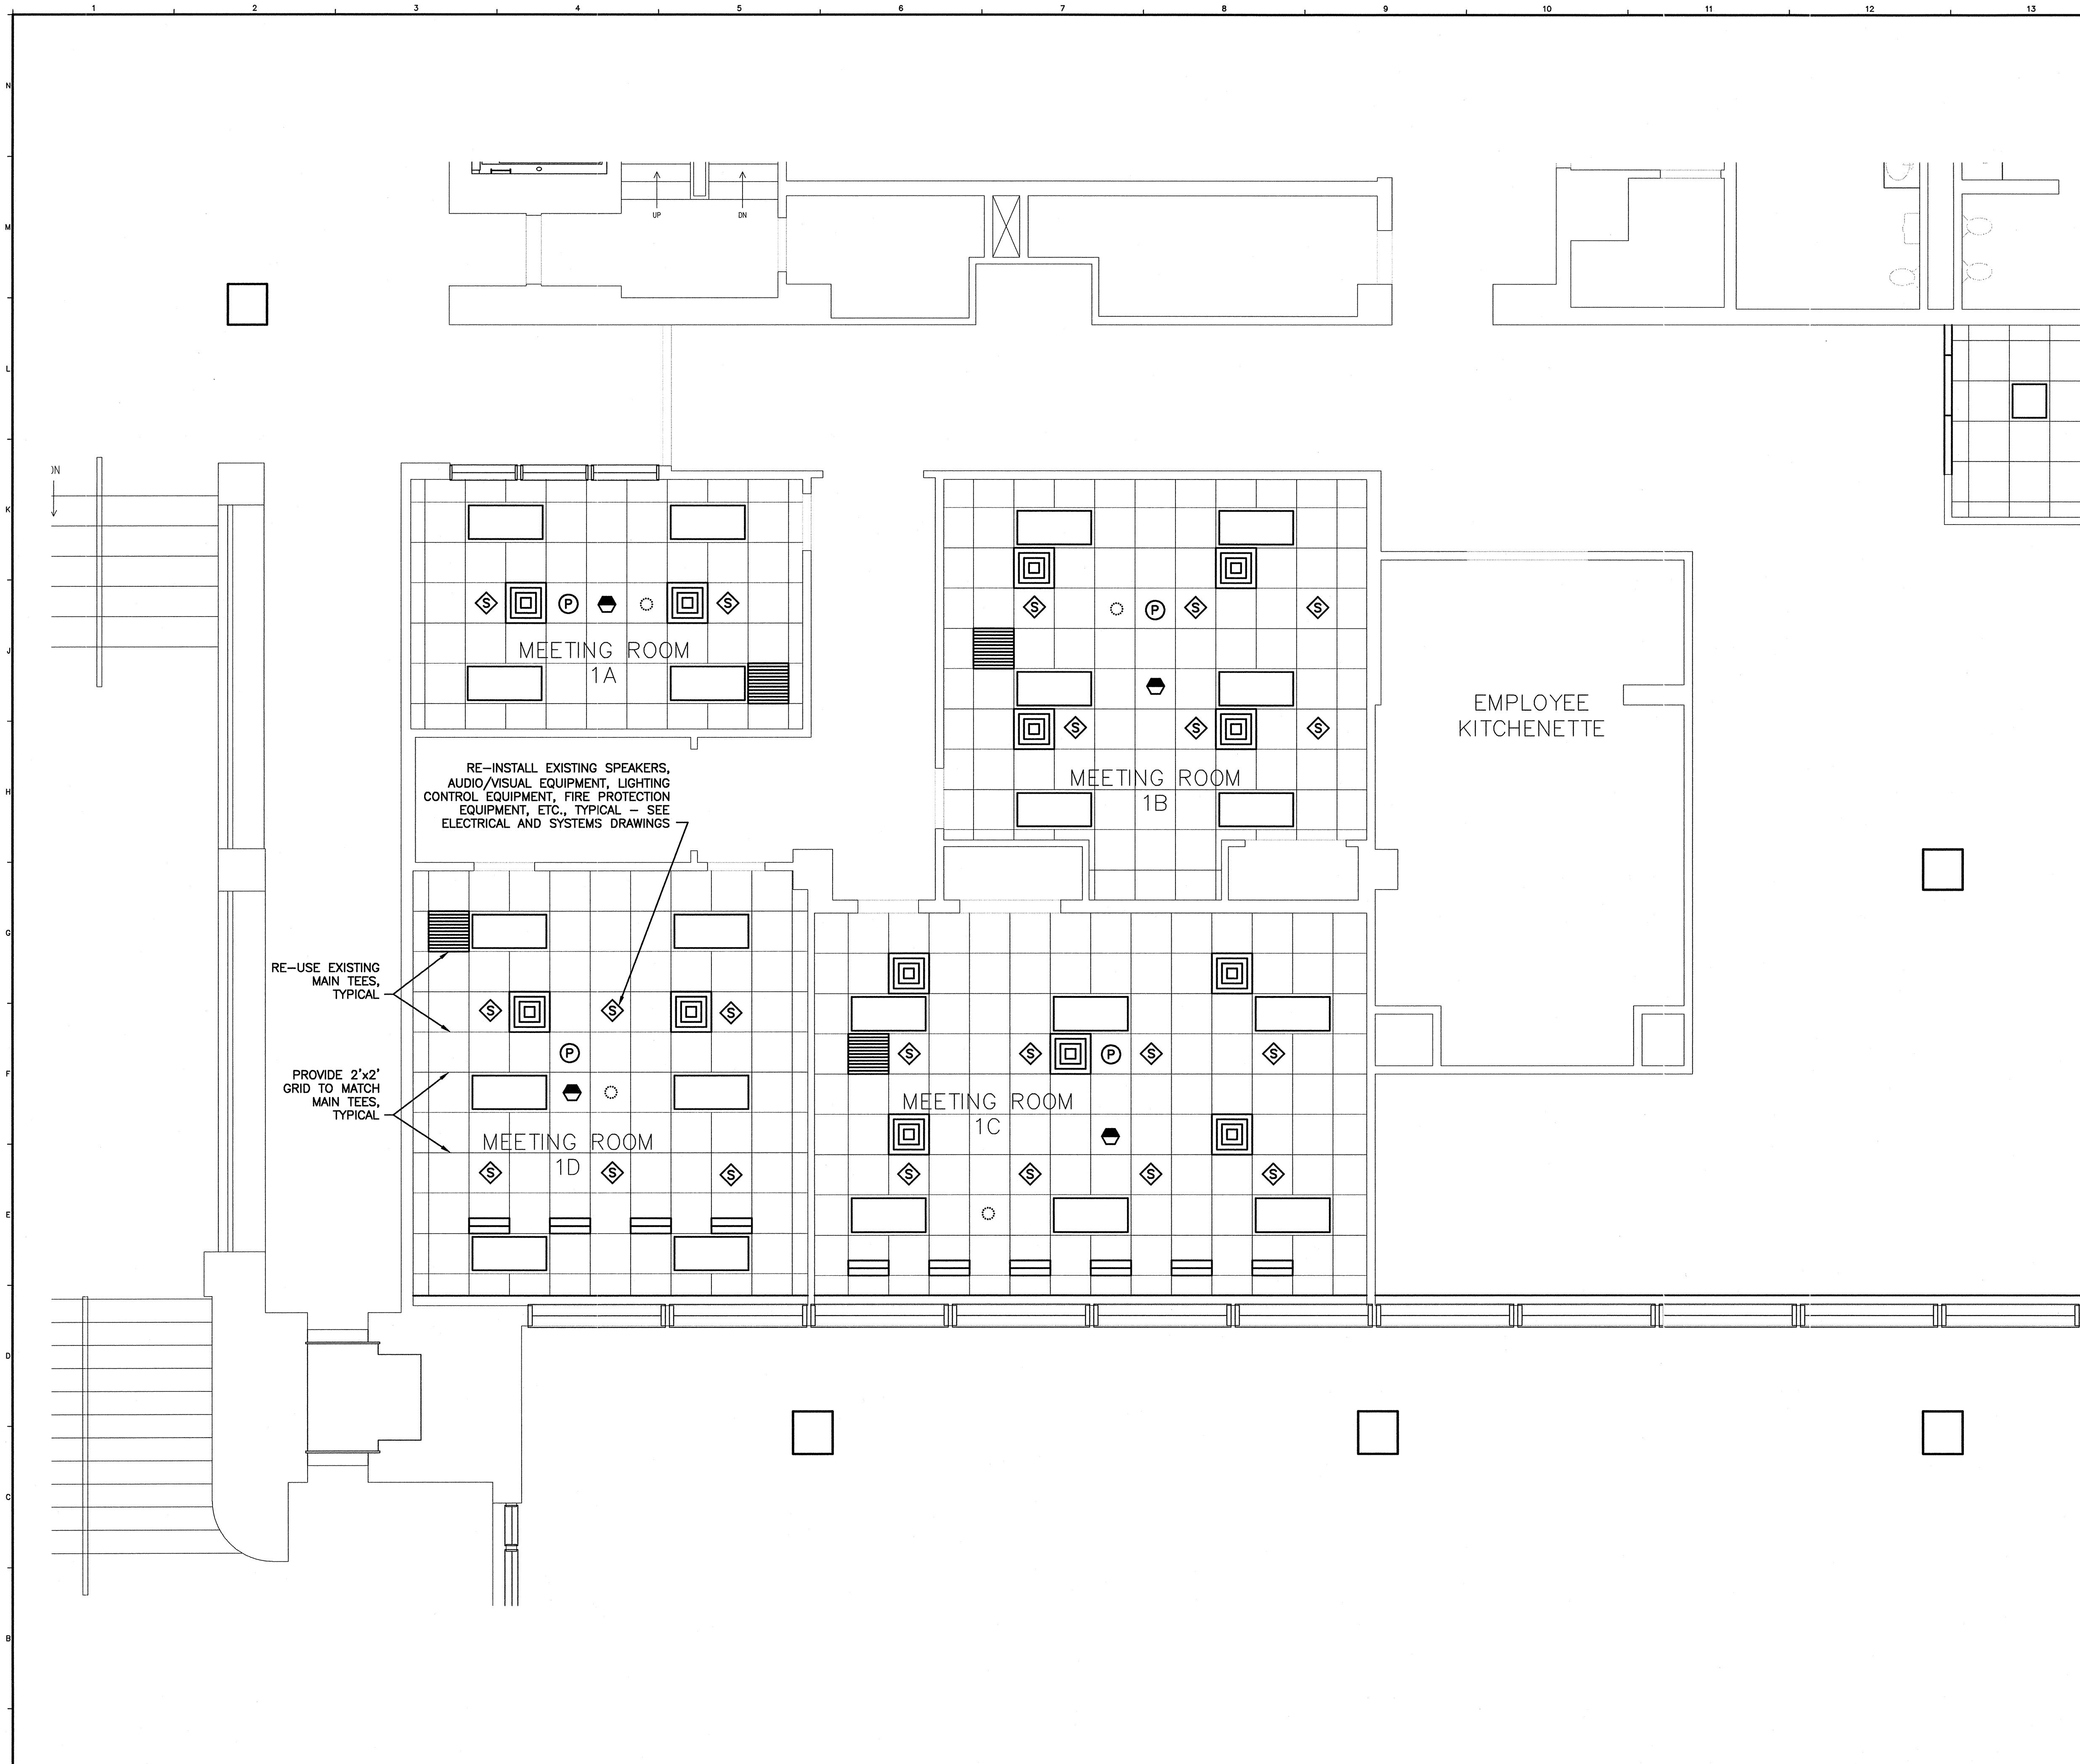 1 2 3 4 5 6 7 8 9 10 11 12 13
N
M
UP DN
L
K
S P S
S P S S
J
MEETING ROOM
1A
EMPLOYEE
KITCHENETTE
S S S
RE-INSTALL EXISTING SPEAKERS,
AUDIO/VISUAL EQUIPMENT, LIGHTING
CONTROL EQUIPMENT, FIRE PROTECTION
EQUIPMENT, ETC., TYPICAL – SEE
ELECTRICAL AND SYSTEMS DRAWINGS
MEETING ROOM
1B
H
G
RE-USE EXISTING
MAIN TEES,
TYPICAL
S S S
P
S S P S S
F
PROVIDE 2'x2'
GRID TO MATCH
MAIN TEES,
TYPICAL
MEETING ROOM
1C
MEETING ROOM
1D
S S S
S S S S
E
D
C
B